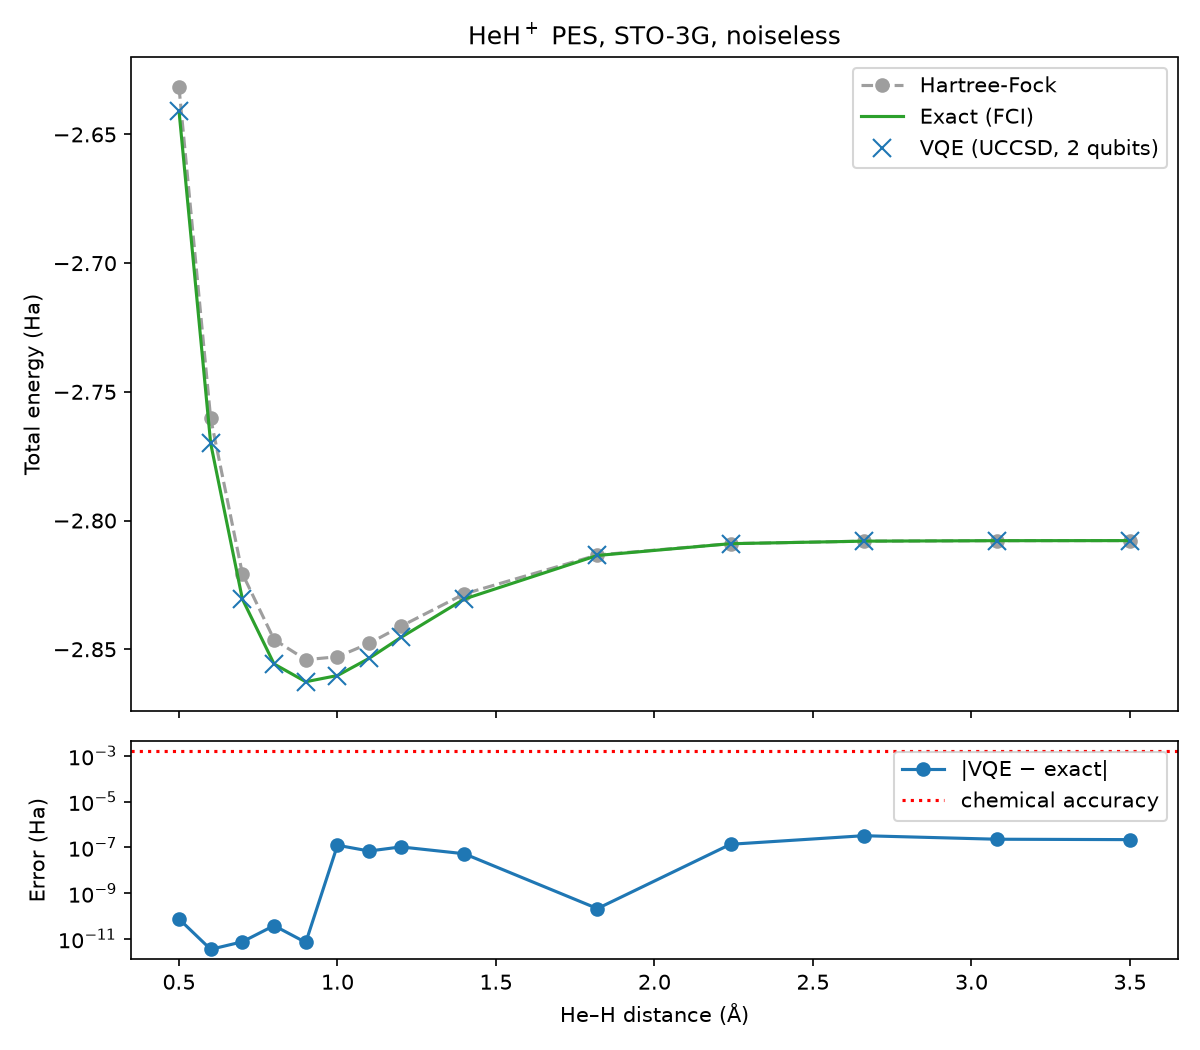 HeH⁺ PES, STO-3G, noiseless
Hartree-Fock
Exact (FCI)
VQE (UCCSD, 2 qubits)
Total energy (Ha)
−2.65
−2.70
−2.75
−2.80
−2.85
|VQE − exact|
chemical accuracy
Error (Ha)
10⁻³
10⁻⁵
10⁻⁷
10⁻⁹
10⁻¹¹
0.5 1.0 1.5 2.0 2.5 3.0 3.5
He–H distance (Å)